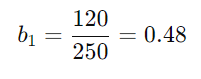 b₁ = 120/250 = 0.48